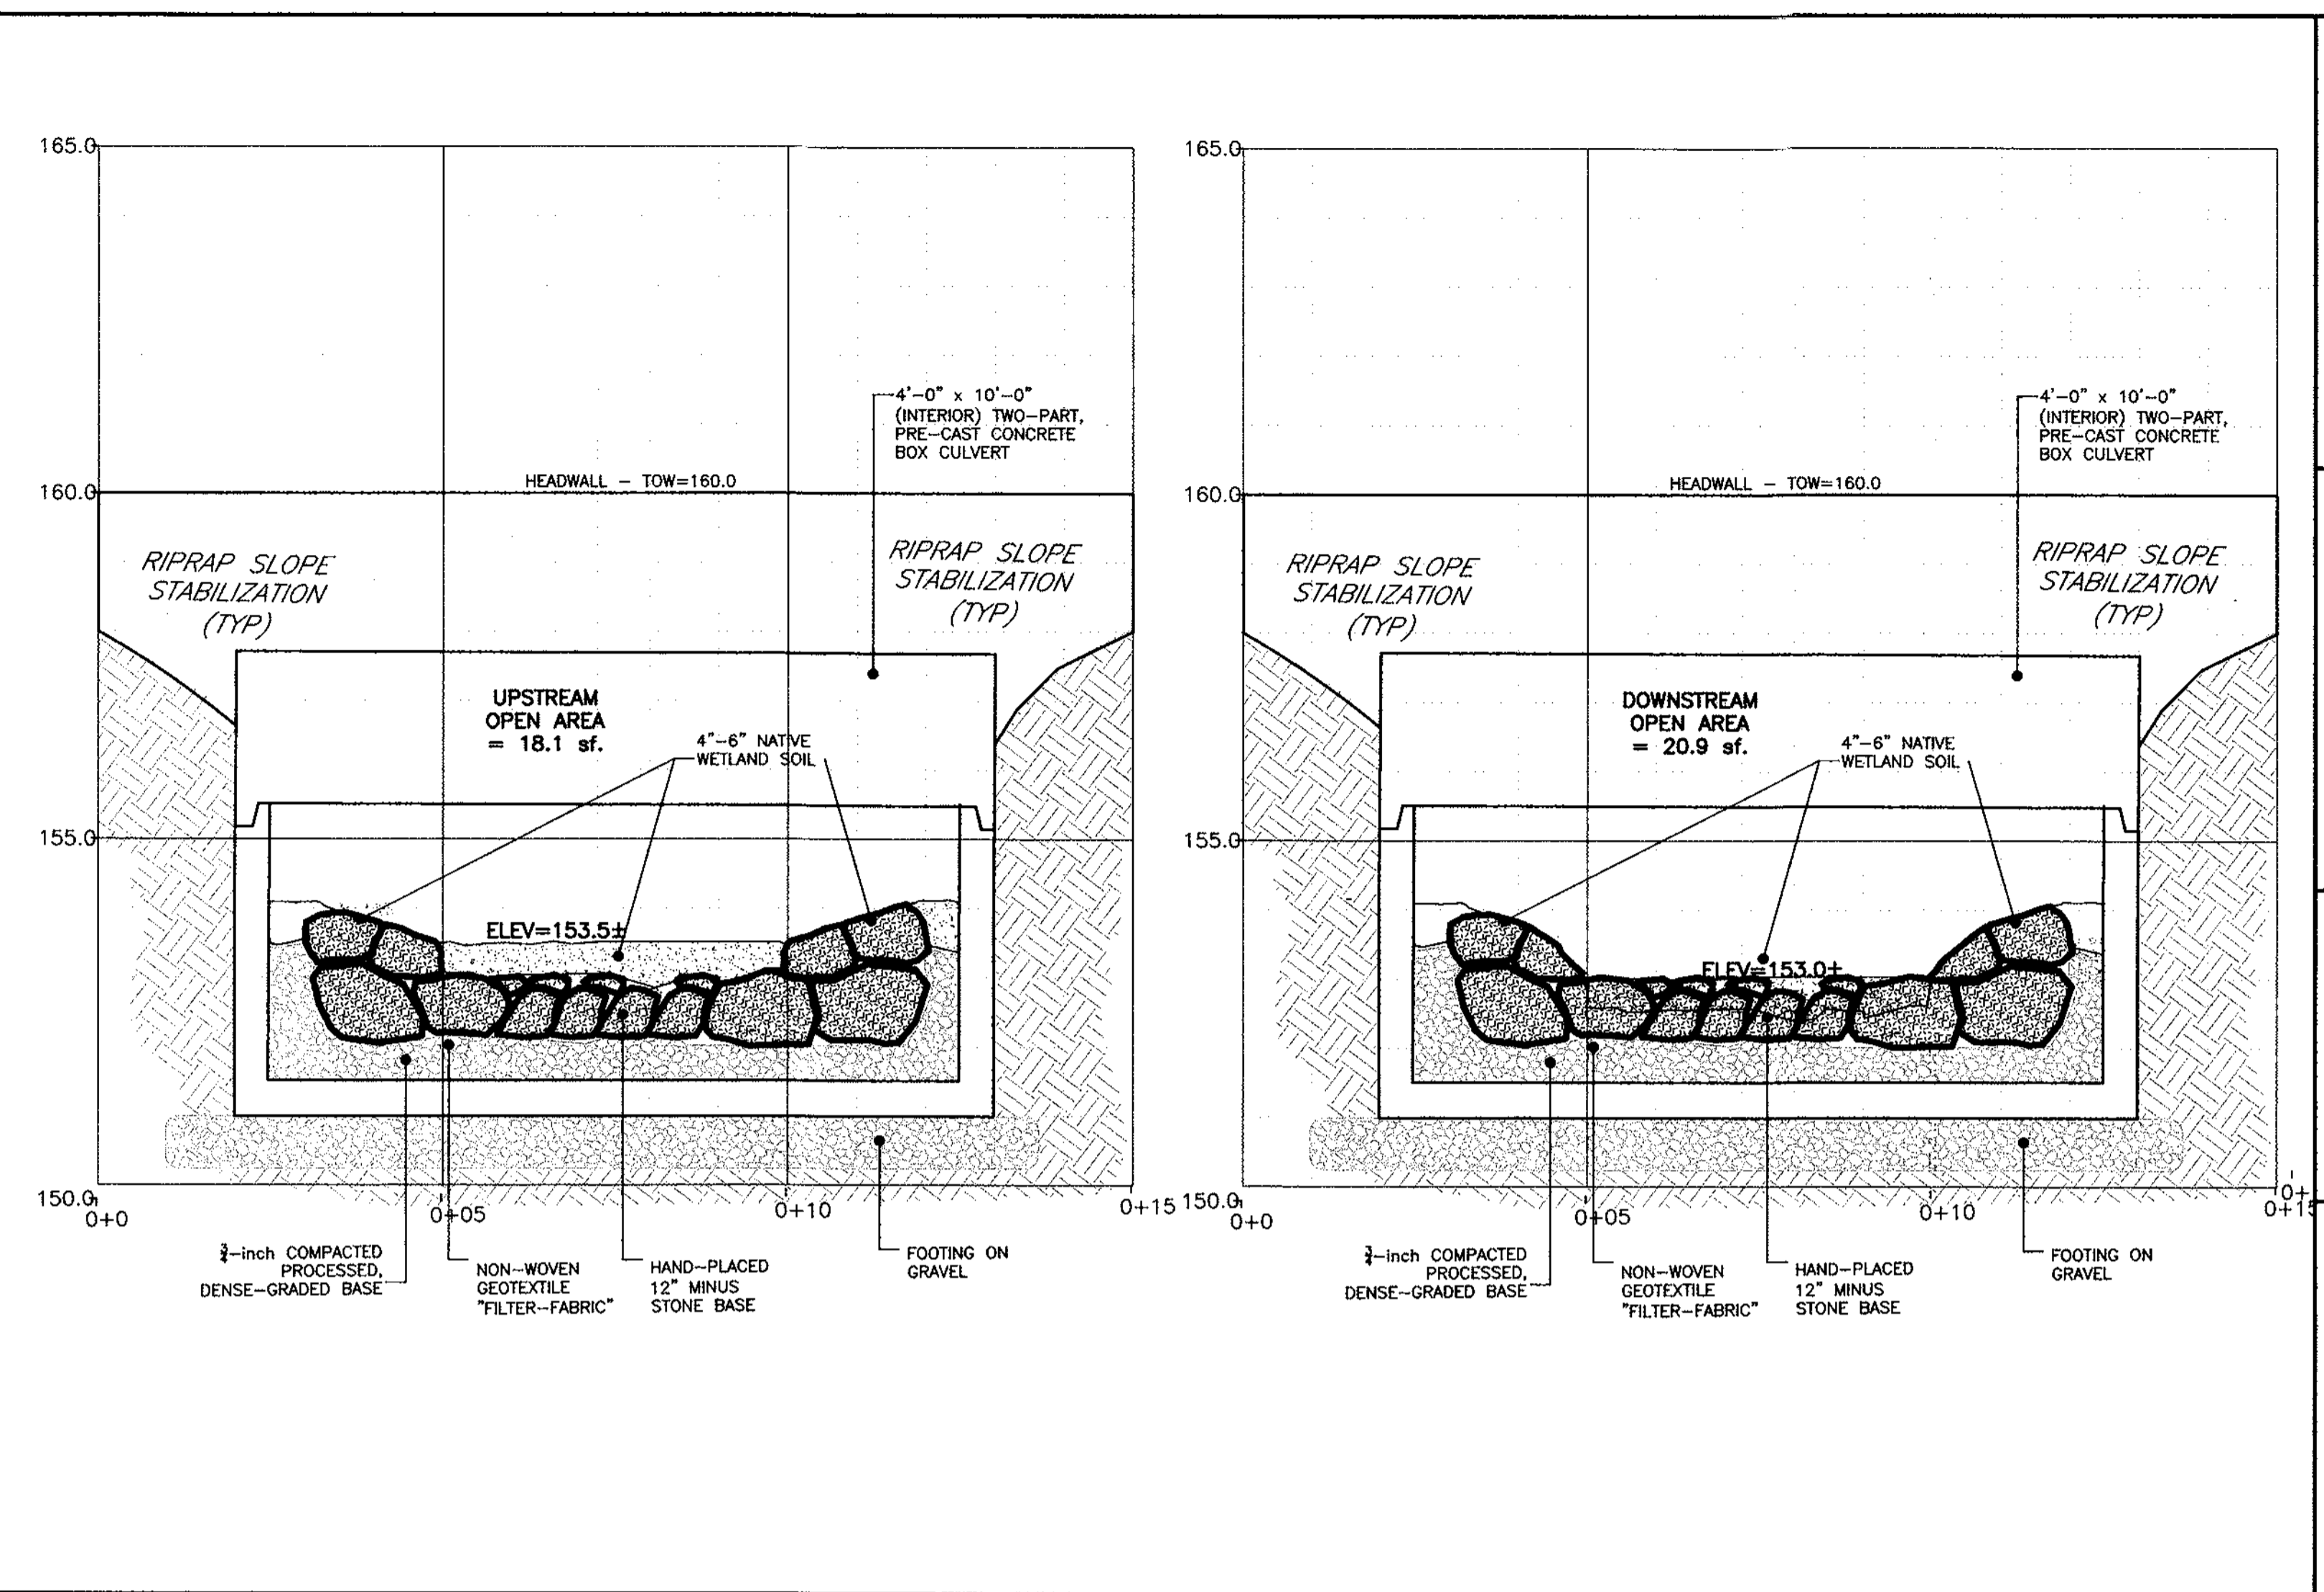 165.0
4'-0" x 10'-0"
(INTERIOR) TWO-PART,
PRE-CAST CONCRETE
BOX CULVERT
HEADWALL - TOW=160.0
160.0
RIPRAP SLOPE
STABILIZATION
(TYP)
RIPRAP SLOPE
STABILIZATION
(TYP)
UPSTREAM
OPEN AREA
= 18.1 sf.
4"-6" NATIVE
WETLAND SOIL
155.0
ELEV=153.5±
150.0
0+0
0+05
0+10
0+15
¾-inch COMPACTED
PROCESSED,
DENSE-GRADED BASE
NON-WOVEN
GEOTEXTILE
"FILTER-FABRIC"
HAND-PLACED
12" MINUS
STONE BASE
FOOTING ON
GRAVEL
165.0
4'-0" x 10'-0"
(INTERIOR) TWO-PART,
PRE-CAST CONCRETE
BOX CULVERT
HEADWALL - TOW=160.0
160.0
RIPRAP SLOPE
STABILIZATION
(TYP)
RIPRAP SLOPE
STABILIZATION
(TYP)
DOWNSTREAM
OPEN AREA
= 20.9 sf.
4"-6" NATIVE
WETLAND SOIL
155.0
ELEV=153.0±
150.0
0+0
0+05
0+10
¾-inch COMPACTED
PROCESSED,
DENSE-GRADED BASE
NON-WOVEN
GEOTEXTILE
"FILTER-FABRIC"
HAND-PLACED
12" MINUS
STONE BASE
FOOTING ON
GRAVEL